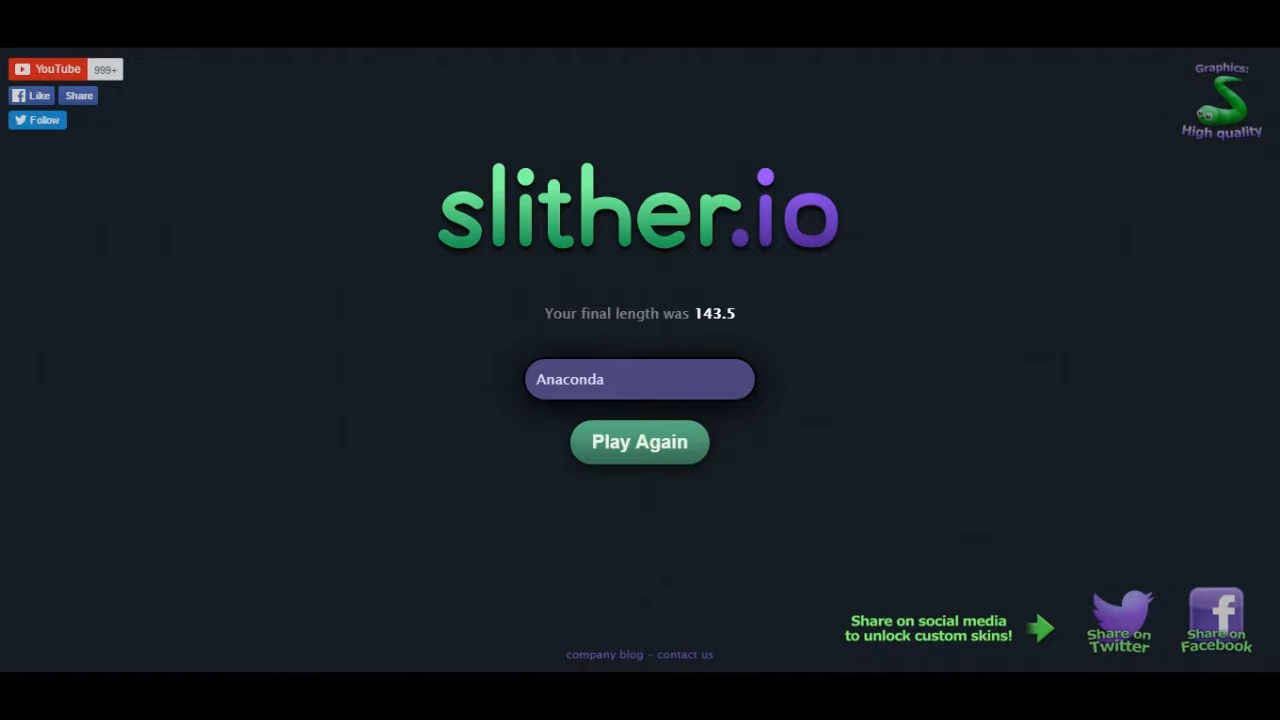 YouTube 999+
Like Share
Follow
Graphics:
High quality
slither.io
Your final length was 143.5
Anaconda
Play Again
Share on social media
to unlock custom skins!
Share on
Twitter
Share on
Facebook
company blog - contact us